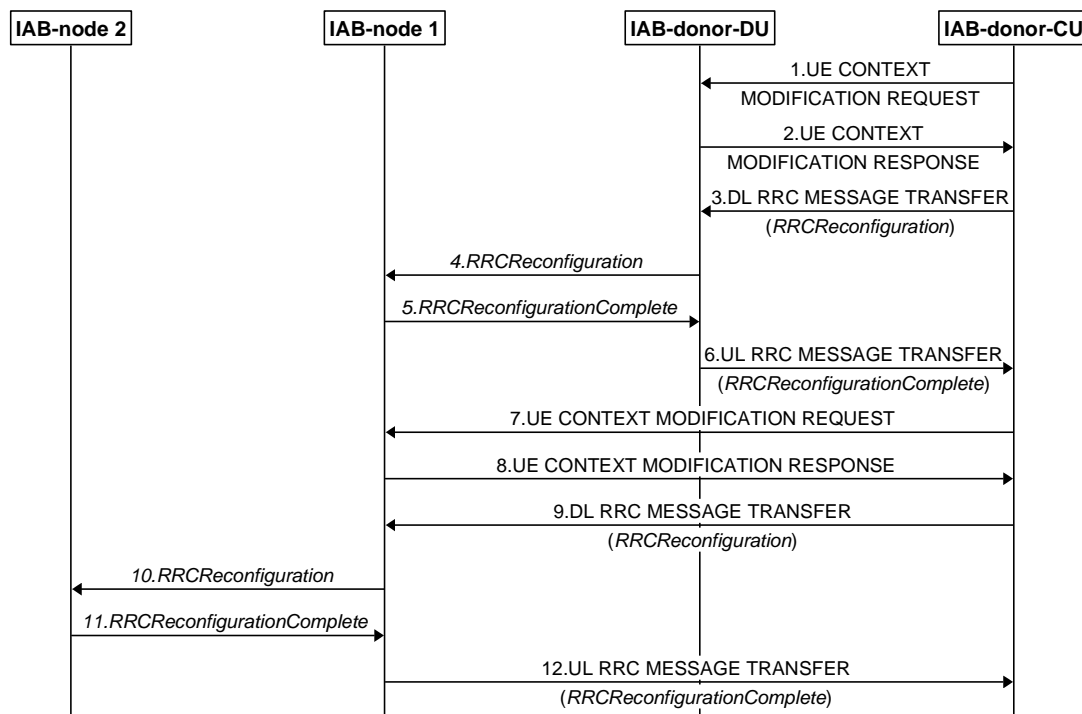 IAB-node 2
IAB-node 1
IAB-donor-DU
IAB-donor-CU
1.UE CONTEXT
MODIFICATION REQUEST
2.UE CONTEXT
MODIFICATION RESPONSE
3.DL RRC MESSAGE TRANSFER
(RRCReconfiguration)
4.RRCReconfiguration
5.RRCReconfigurationComplete
6.UL RRC MESSAGE TRANSFER
(RRCReconfigurationComplete)
7.UE CONTEXT MODIFICATION REQUEST
8.UE CONTEXT MODIFICATION RESPONSE
9.DL RRC MESSAGE TRANSFER
(RRCReconfiguration)
10.RRCReconfiguration
11.RRCReconfigurationComplete
12.UL RRC MESSAGE TRANSFER
(RRCReconfigurationComplete)